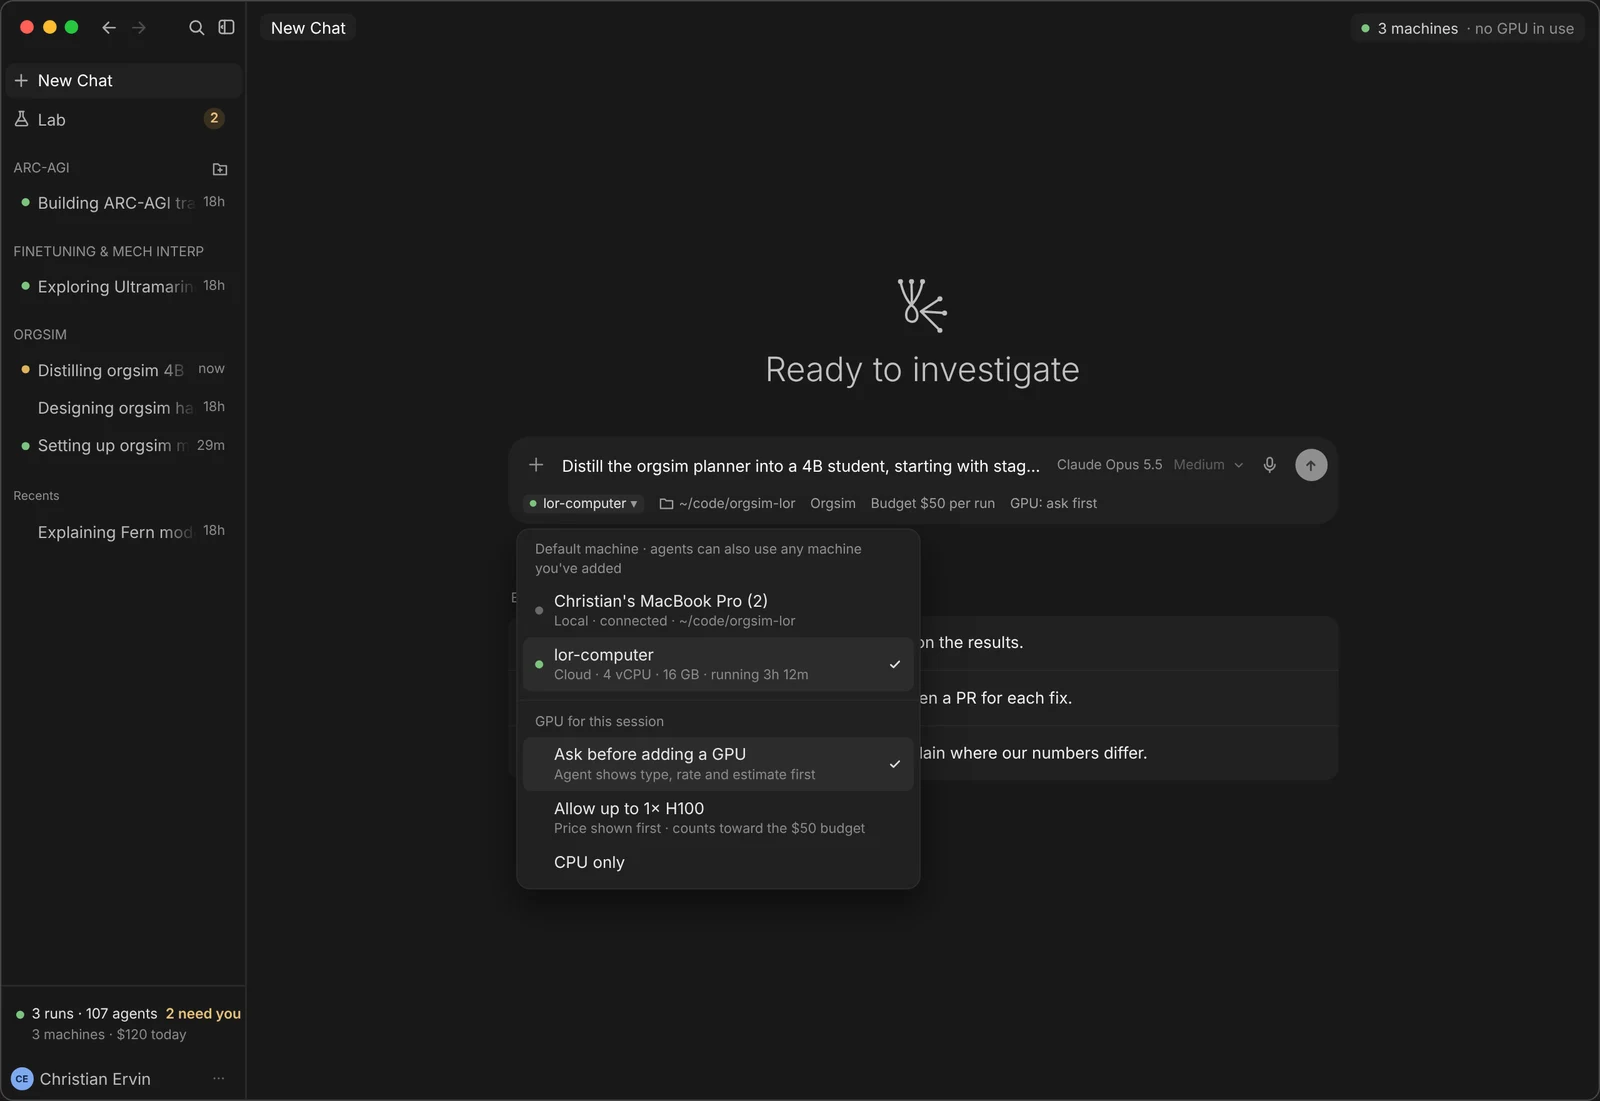 New Chat
3 machines · no GPU in use
New Chat
Lab
2
ARC-AGI
Building ARC-AGI tra
18h
FINETUNING & MECH INTERP
Exploring Ultramarin
18h
ORGSIM
Distilling orgsim 4B
now
Designing orgsim ha
18h
Setting up orgsim m
29m
Recents
Explaining Fern mod
18h
3 runs · 107 agents 2 need you
3 machines · $120 today
CE
Christian Ervin
Ready to investigate
Distill the orgsim planner into a 4B student, starting with stag...
Claude Opus 5.5 Medium
lor-computer
~/code/orgsim-lor
Orgsim
Budget $50 per run
GPU: ask first
Default machine · agents can also use any machine
you've added
Christian's MacBook Pro (2)
Local · connected · ~/code/orgsim-lor
lor-computer
Cloud · 4 vCPU · 16 GB · running 3h 12m
GPU for this session
Ask before adding a GPU
Agent shows type, rate and estimate first
Allow up to 1× H100
Price shown first · counts toward the $50 budget
CPU only
on the results.
en a PR for each fix.
lain where our numbers differ.